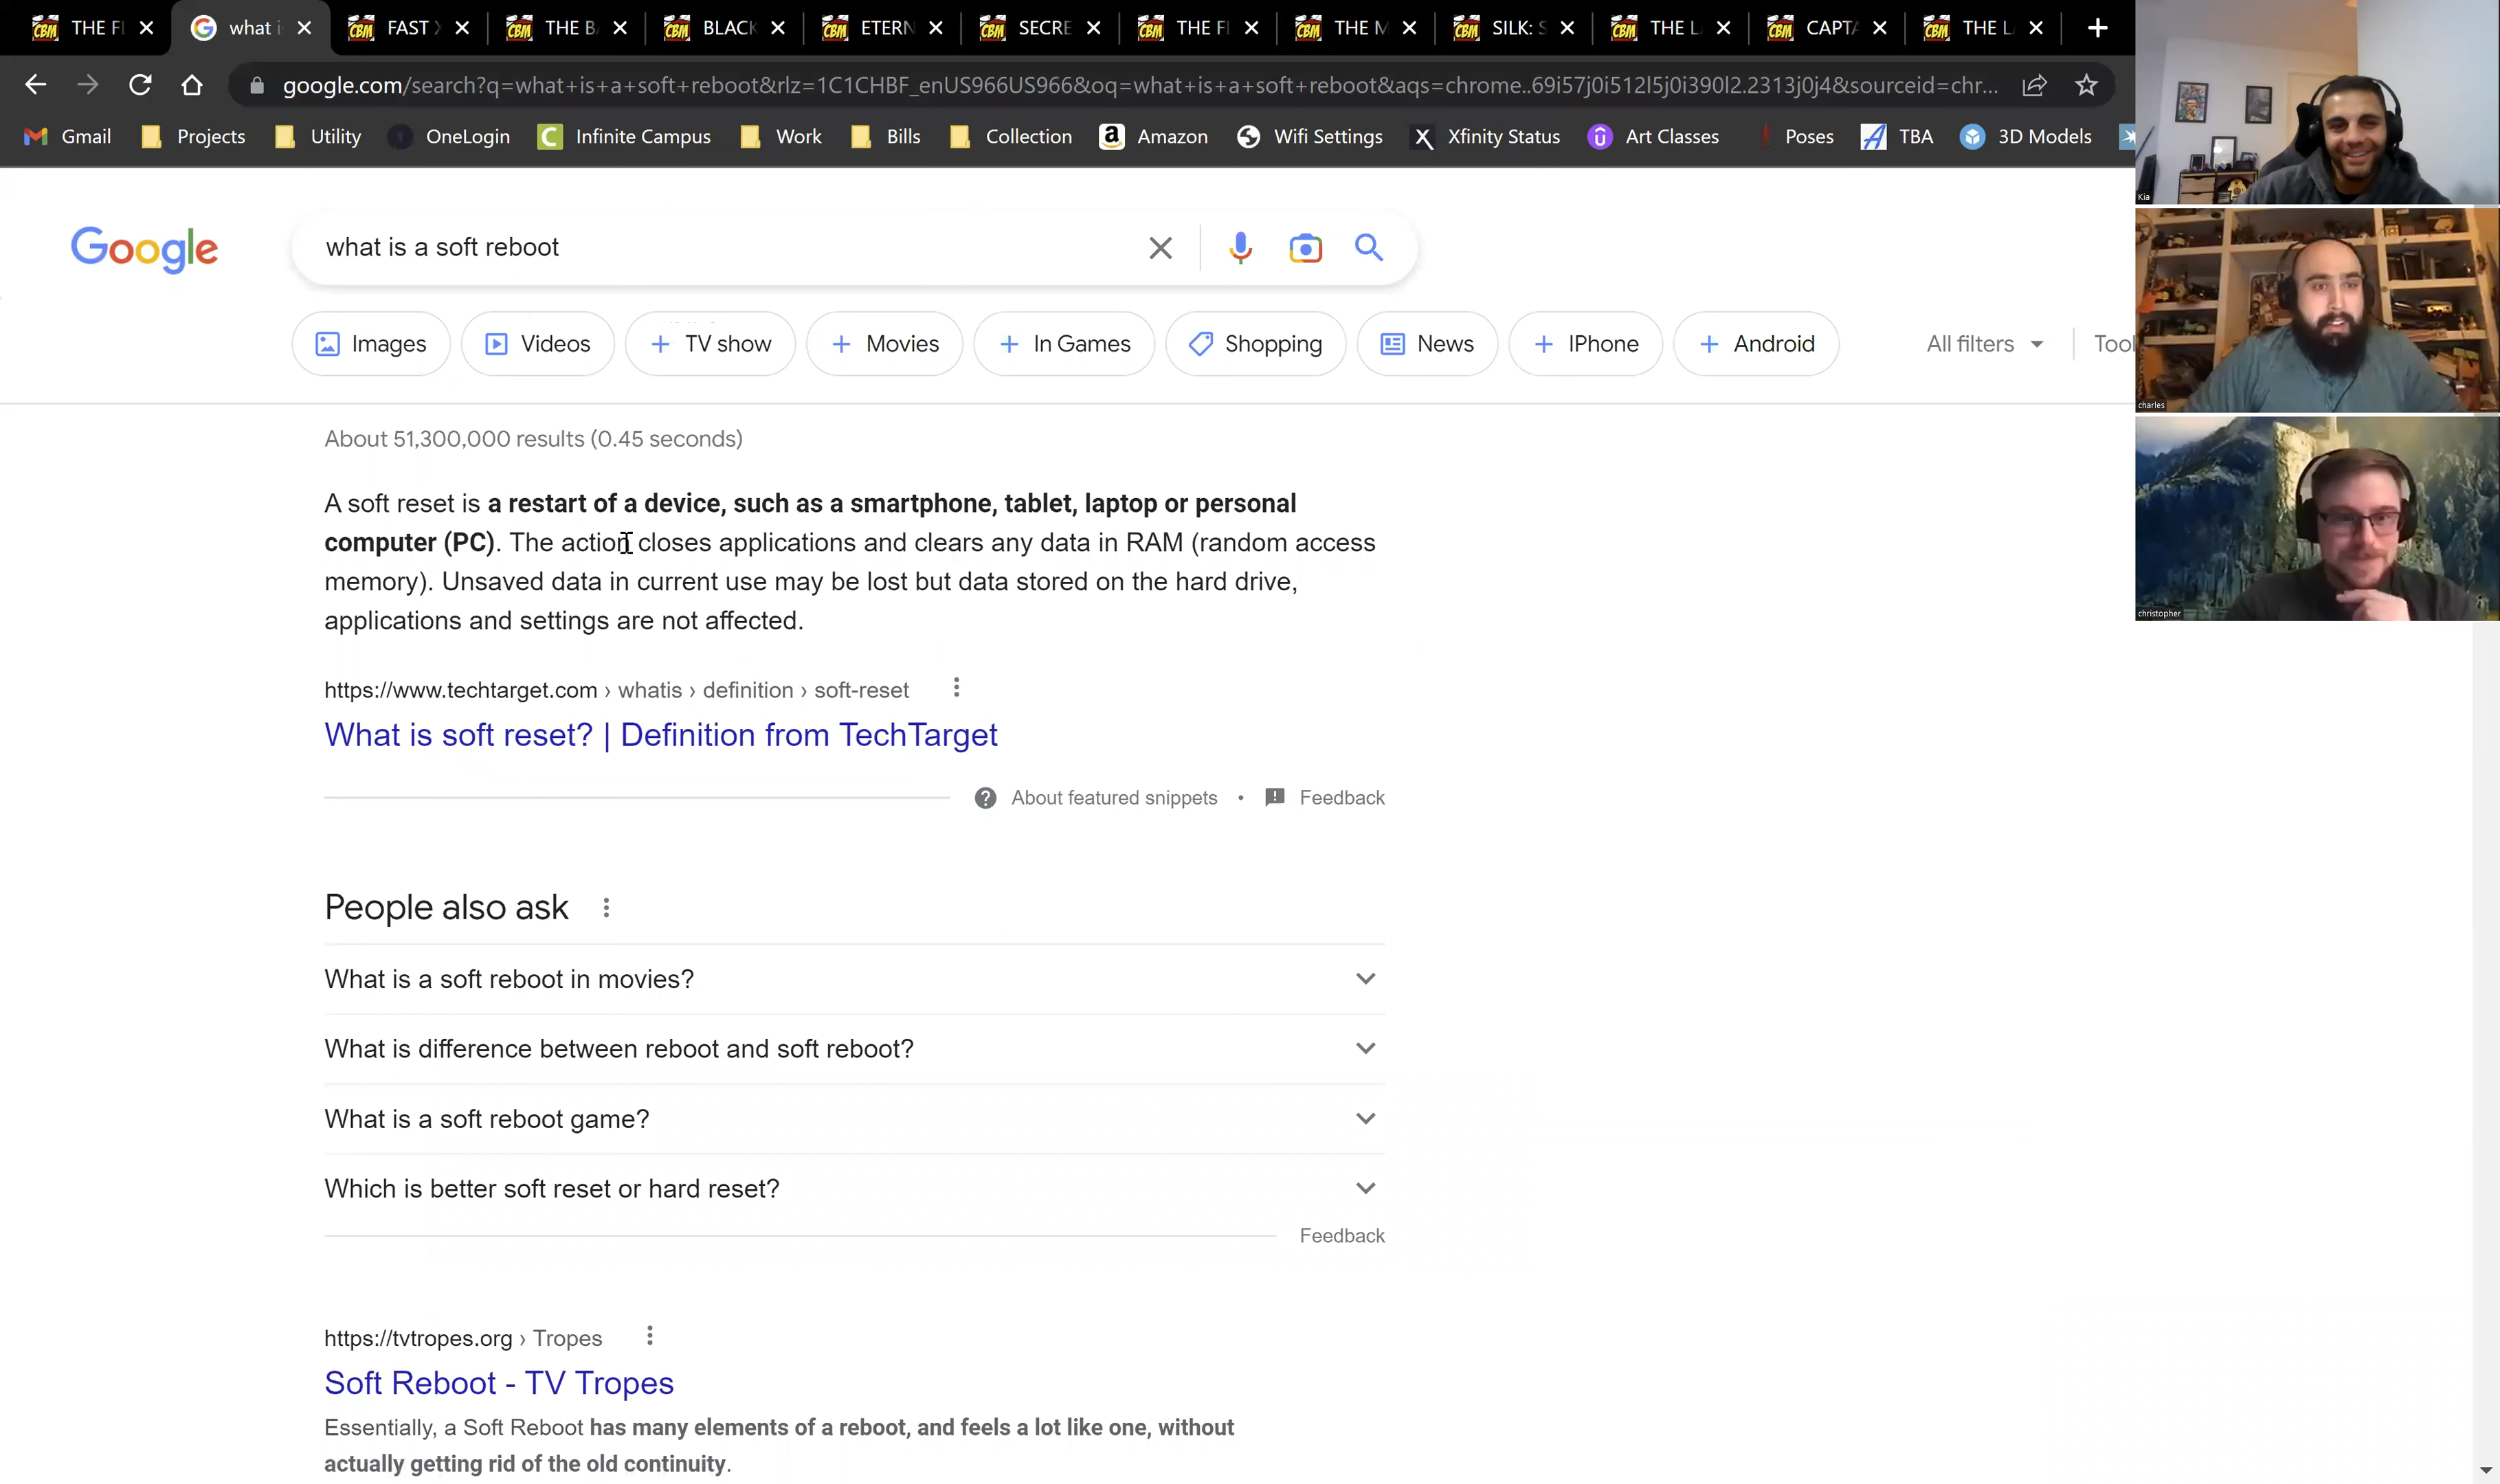 THE FI
what i
FAST X
THE BA
BLACK
ETERN
SECRE
THE FI
THE M
SILK: S
THE LA
CAPTA
THE L
google.com/search?q=what+is+a+soft+reboot&rlz=1C1CHBF_enUS966US966&oq=what+is+a+soft+reboot&aqs=chrome..69i57j0i512l5j0i390l2.2313j0j4&sourceid=chr...
Gmail Projects Utility OneLogin Infinite Campus Work Bills Collection Amazon Wifi Settings Xfinity Status Art Classes Poses TBA 3D Models
Kia
charles
christopher
Google
what is a soft reboot
Images Videos TV show Movies In Games Shopping News IPhone Android All filters Tool
About 51,300,000 results (0.45 seconds)
A soft reset is a restart of a device, such as a smartphone, tablet, laptop or personal
computer (PC). The action closes applications and clears any data in RAM (random access
memory). Unsaved data in current use may be lost but data stored on the hard drive,
applications and settings are not affected.
https://www.techtarget.com › whatis › definition › soft-reset
What is soft reset? | Definition from TechTarget
About featured snippets • Feedback
People also ask
What is a soft reboot in movies?
What is difference between reboot and soft reboot?
What is a soft reboot game?
Which is better soft reset or hard reset?
Feedback
https://tvtropes.org › Tropes
Soft Reboot - TV Tropes
Essentially, a Soft Reboot has many elements of a reboot, and feels a lot like one, without
actually getting rid of the old continuity.